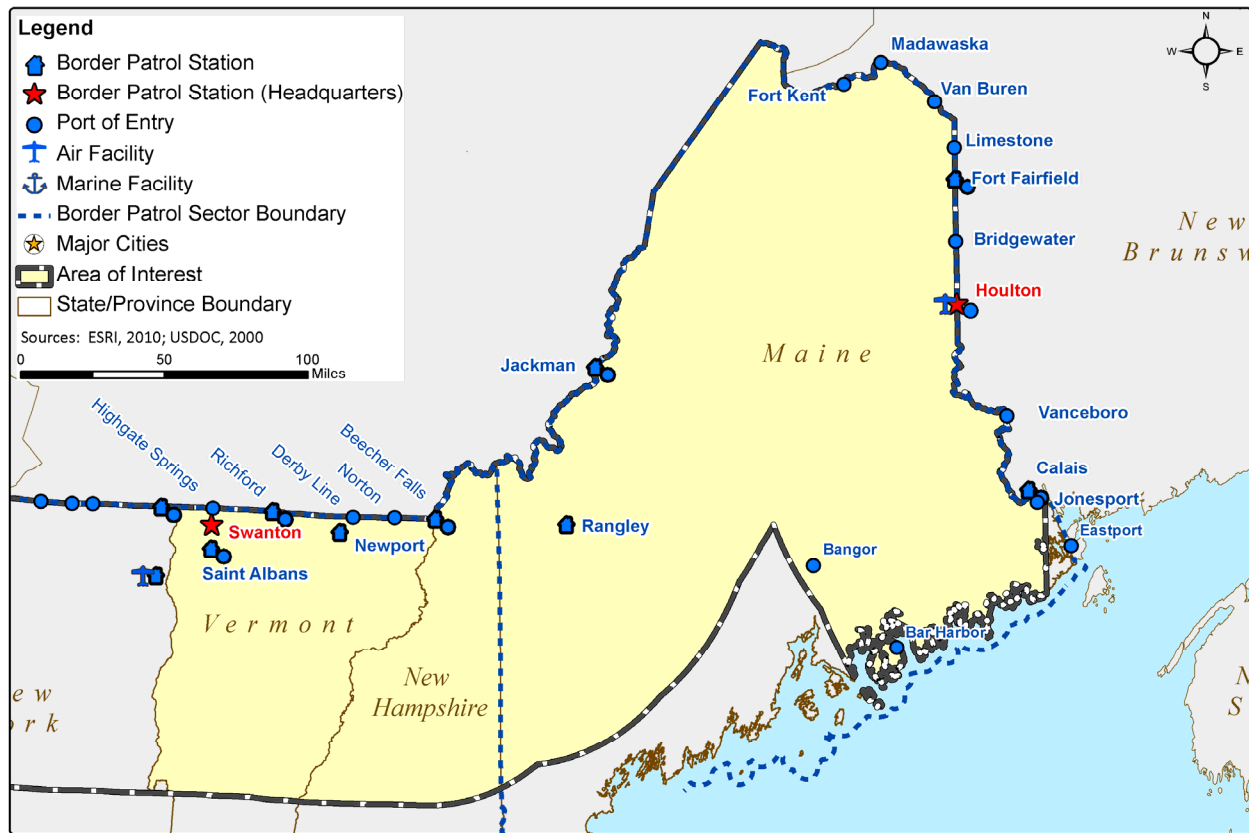 Legend
Border Patrol Station
Border Patrol Station (Headquarters)
Port of Entry
Air Facility
Marine Facility
Border Patrol Sector Boundary
Major Cities
Area of Interest
State/Province Boundary
Sources: ESRI, 2010; USDOC, 2000
0 50 100
Miles
N
W E
S
Madawaska
Fort Kent
Van Buren
Limestone
Fort Fairfield
New
Brunsw
Bridgewater
Houlton
Maine
Jackman
Vanceboro
Highgate Springs
Richford
Derby Line
Norton
Beecher Falls
Calais
Jonesport
Swanton
Newport
Rangley
Eastport
Saint Albans
Bangor
Vermont
Bar Harbor
New
Hampshire
ew
ork
N
S